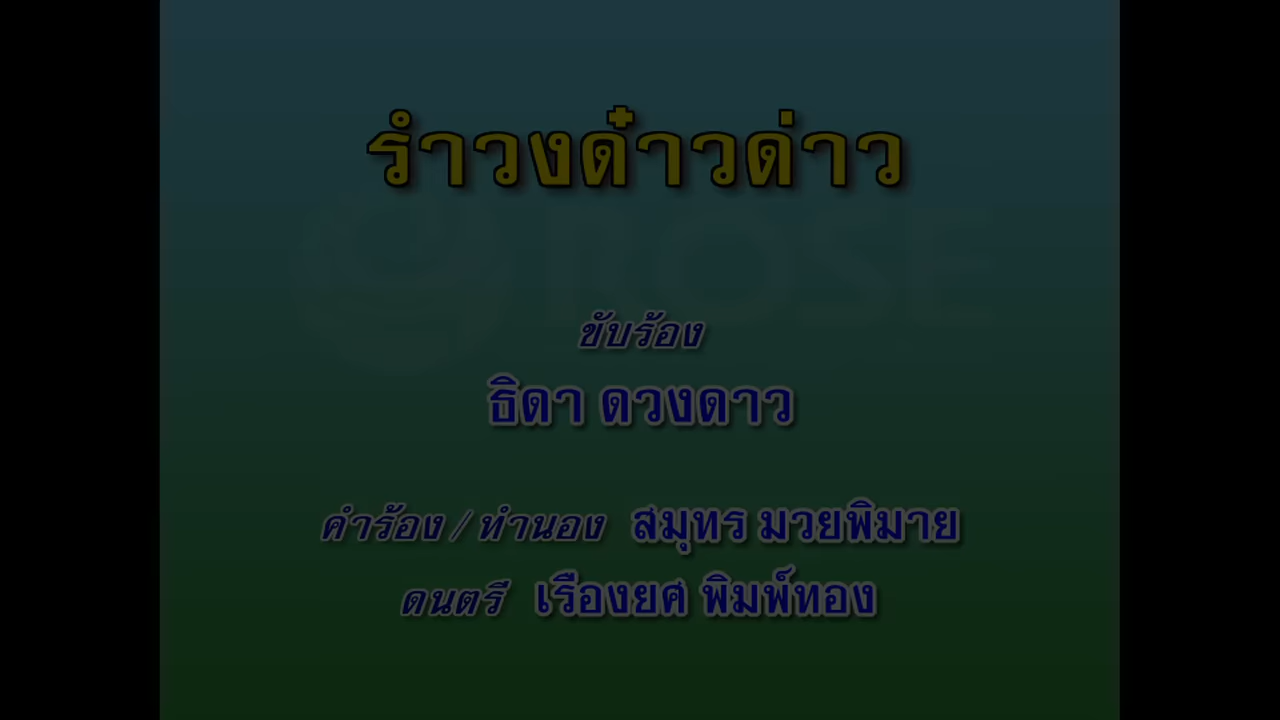 รำวงด๋าวด่าว
ROSE
ขับร้อง
ธิดา ดวงดาว
คำร้อง / ทำนอง สมุทร มวยพิมาย
ดนตรี เรืองยศ พิมพ์ทอง